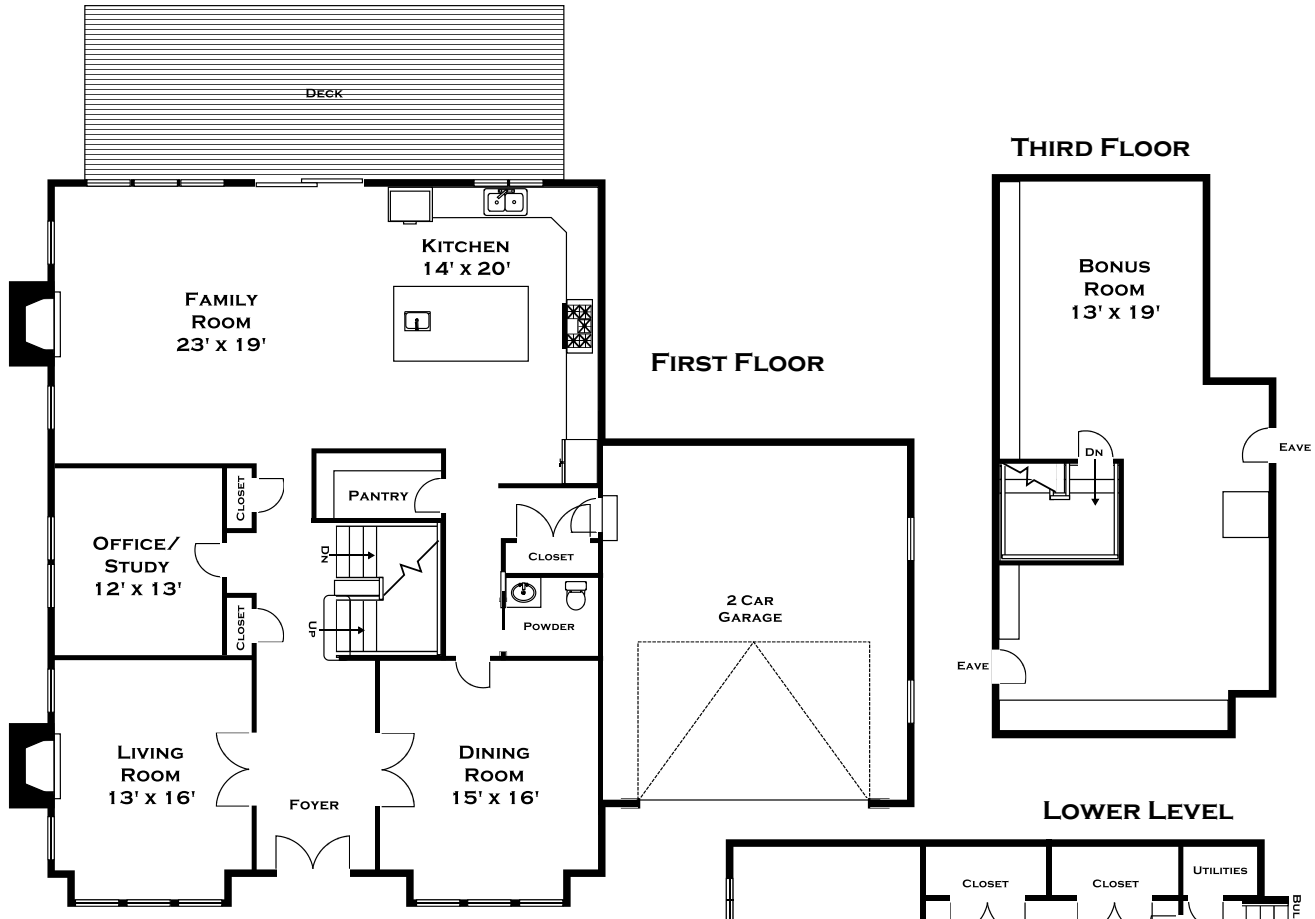 DECK
KITCHEN
14' X 20'
FAMILY
ROOM
23' X 19'
FIRST FLOOR
PANTRY
CLOSET
OFFICE/
STUDY
12' X 13'
DN
UP
CLOSET
CLOSET
POWDER
2 CAR
GARAGE
LIVING
ROOM
13' X 16'
FOYER
DINING
ROOM
15' X 16'
THIRD FLOOR
BONUS
ROOM
13' X 19'
DN
EAVE
EAVE
LOWER LEVEL
CLOSET
CLOSET
UTILITIES